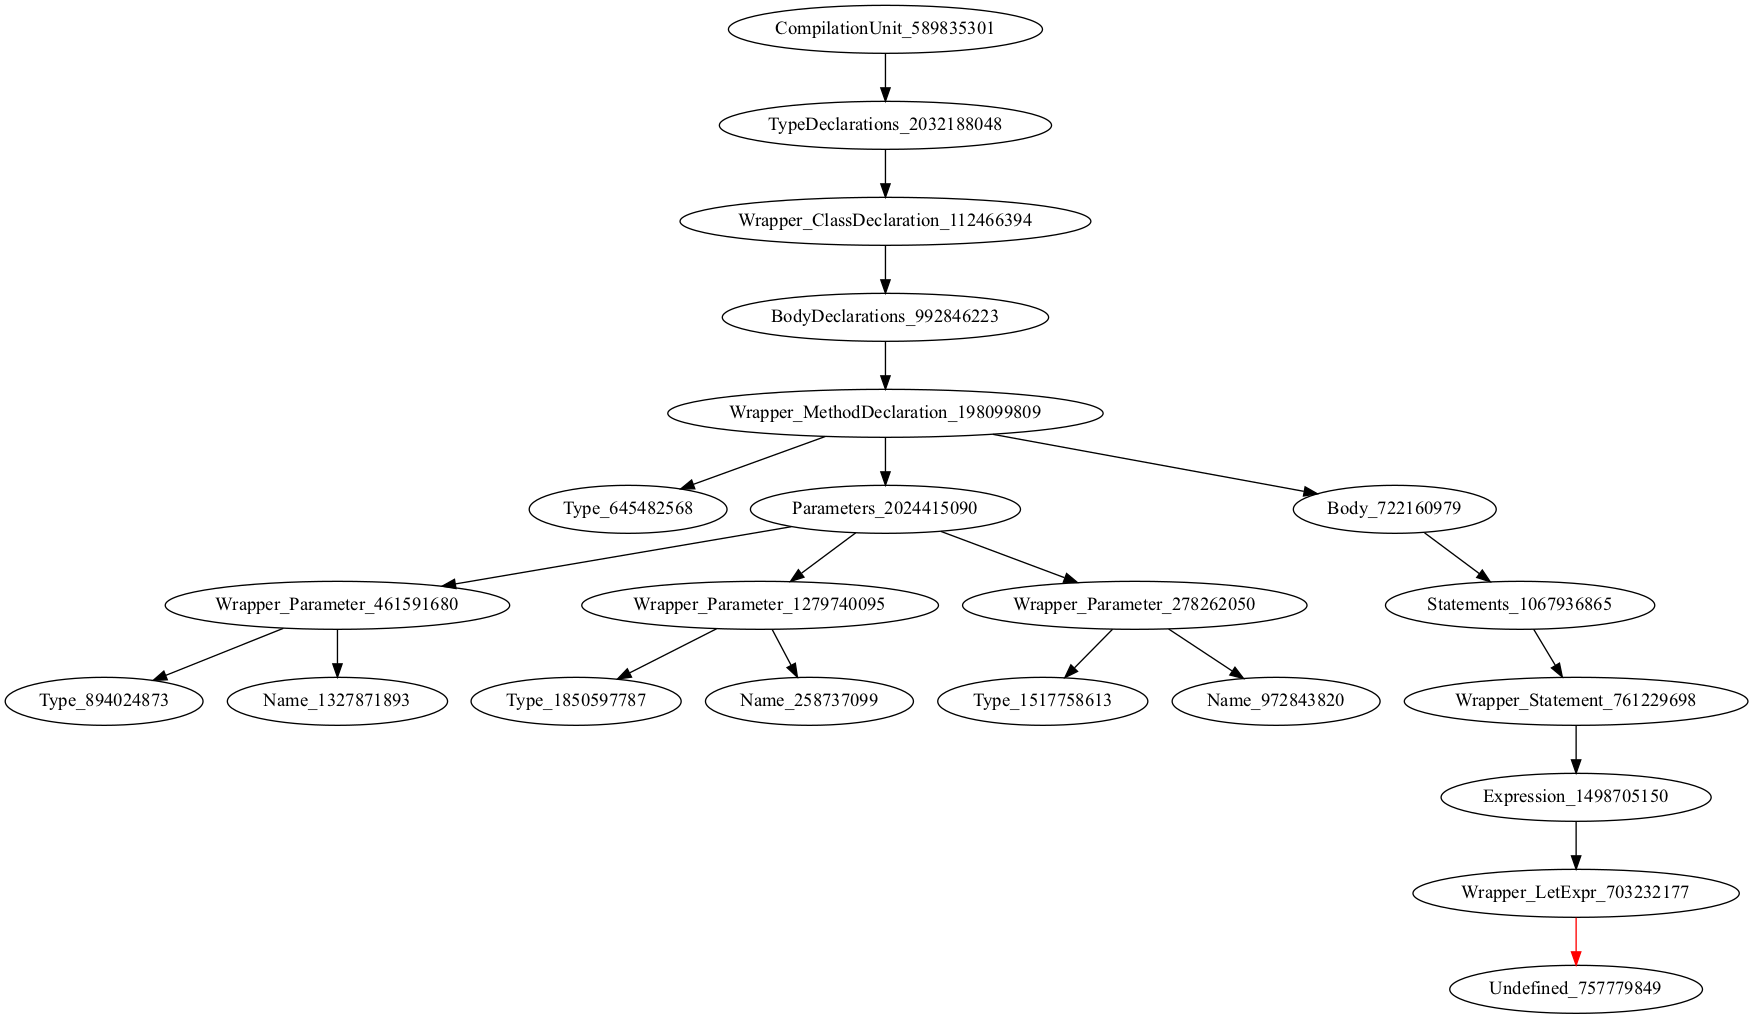 CompilationUnit_589835301
TypeDeclarations_2032188048
Wrapper_ClassDeclaration_112466394
BodyDeclarations_992846223
Wrapper_MethodDeclaration_198099809
Type_645482568
Parameters_2024415090
Body_722160979
Wrapper_Parameter_461591680
Wrapper_Parameter_1279740095
Wrapper_Parameter_278262050
Statements_1067936865
Type_894024873
Name_1327871893
Type_1850597787
Name_258737099
Type_1517758613
Name_972843820
Wrapper_Statement_761229698
Expression_1498705150
Wrapper_LetExpr_703232177
Undefined_757779849